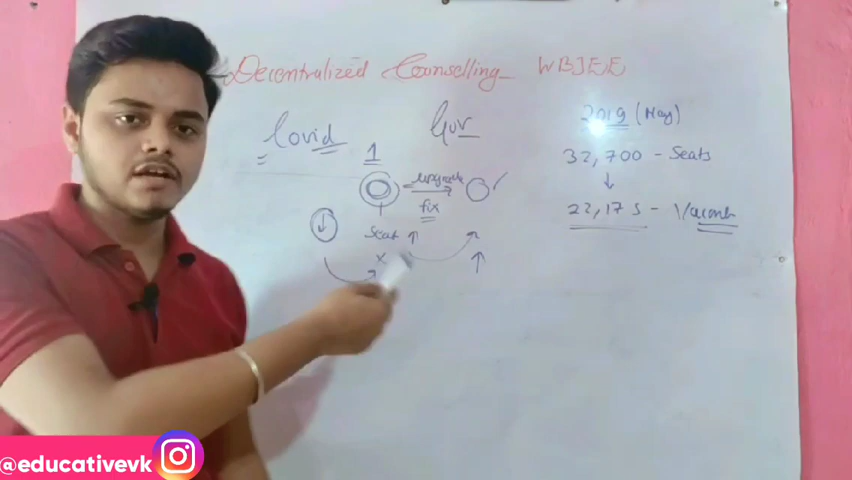 Decentralized Counselling WBJEE
Covid
Gov
2019 (May)
1
32,700 - Seats
upgrade
fix
22,175 - Vacant
Seat
x
@educativevk